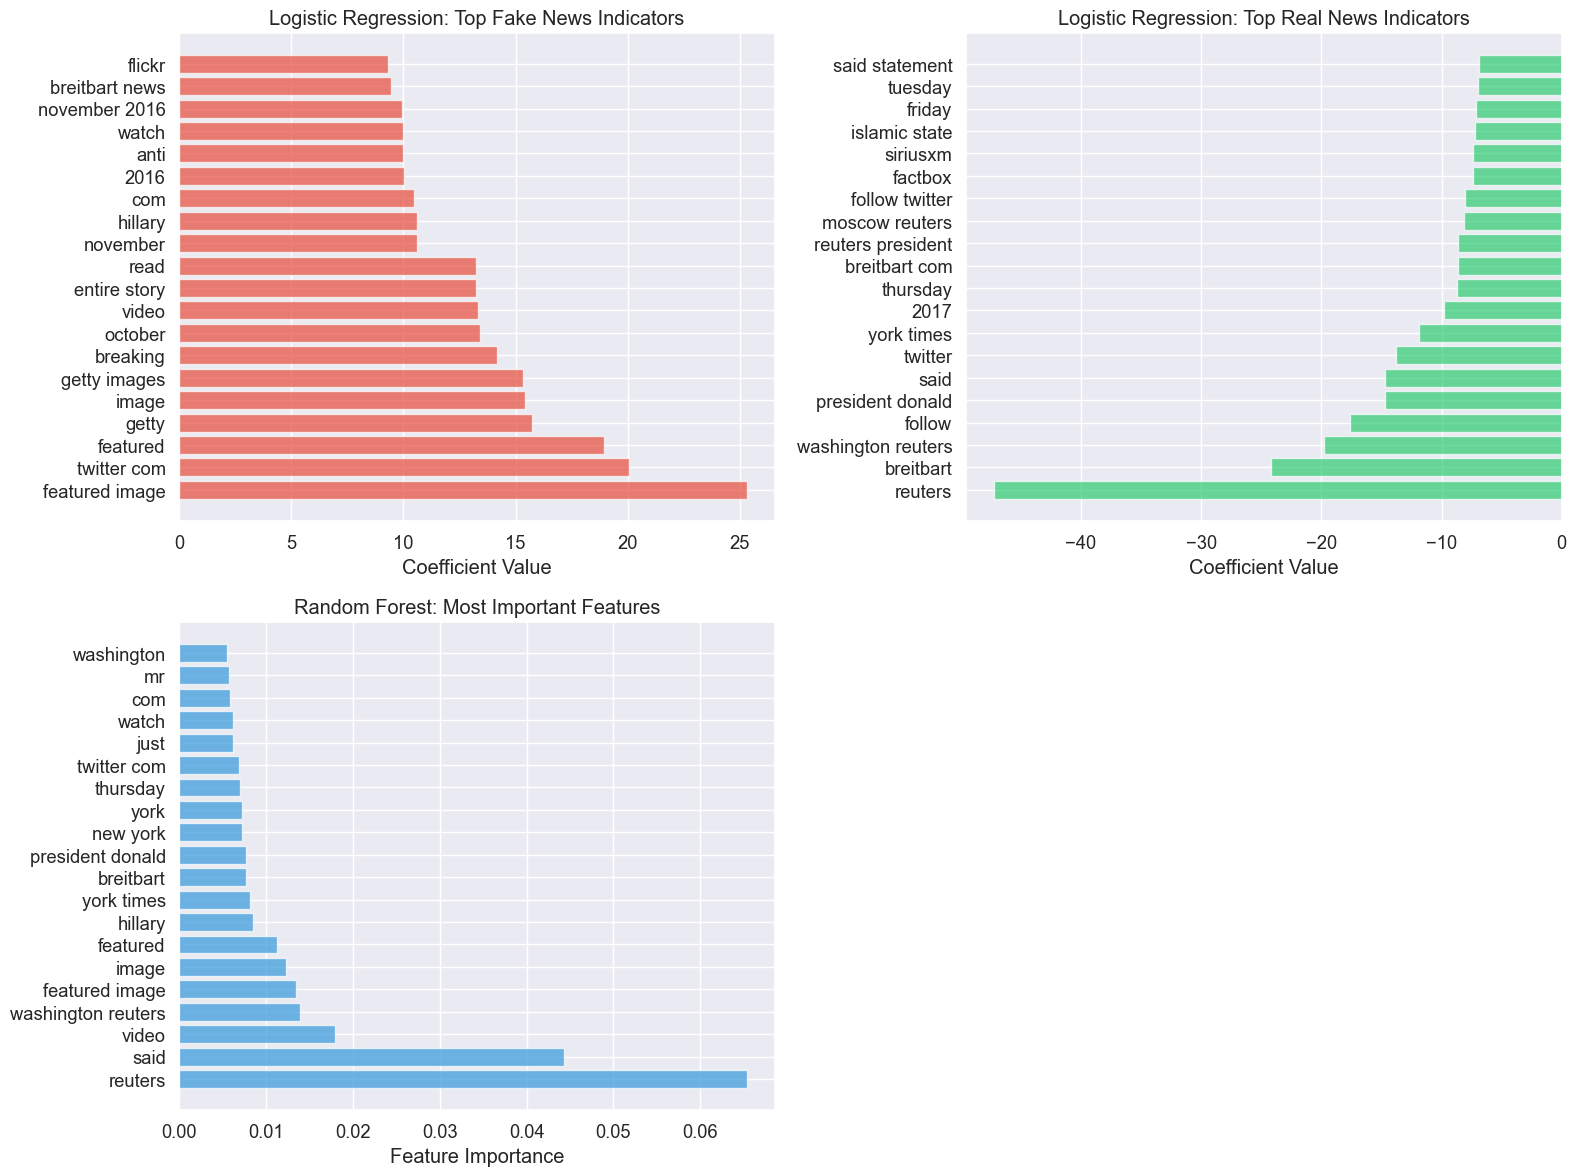 Logistic Regression: Top Fake News Indicators
flickr
breitbart news
november 2016
watch
anti
2016
com
hillary
november
read
entire story
video
october
breaking
getty images
image
getty
featured
twitter com
featured image
0 5 10 15 20 25
Coefficient Value
Logistic Regression: Top Real News Indicators
said statement
tuesday
friday
islamic state
siriusxm
factbox
follow twitter
moscow reuters
reuters president
breitbart com
thursday
2017
york times
twitter
said
president donald
follow
washington reuters
breitbart
reuters
−40 −30 −20 −10 0
Coefficient Value
Random Forest: Most Important Features
washington
mr
com
watch
just
twitter com
thursday
york
new york
president donald
breitbart
york times
hillary
featured
image
featured image
washington reuters
video
said
reuters
0.00 0.01 0.02 0.03 0.04 0.05 0.06
Feature Importance